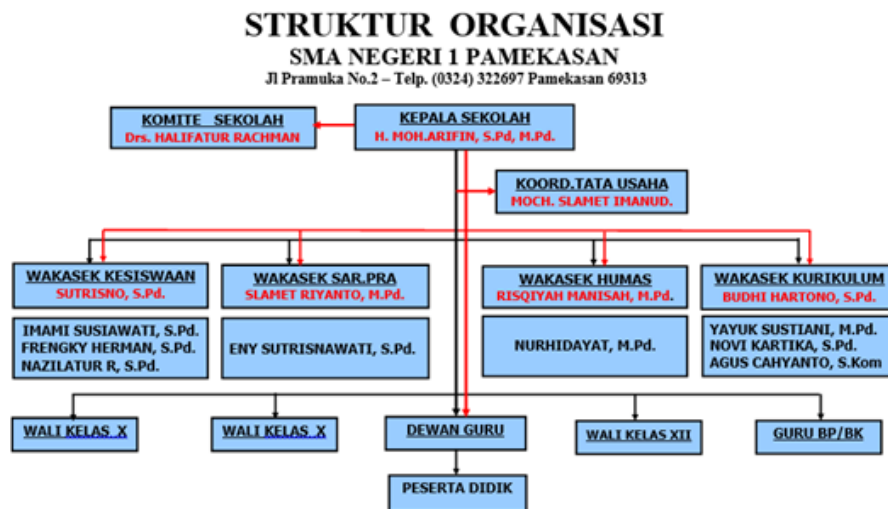 STRUKTUR ORGANISASI
SMA NEGERI 1 PAMEKASAN
Jl Pramuka No.2 – Telp. (0324) 322697 Pamekasan 69313
KOMITE SEKOLAH
Drs. HALIFATUR RACHMAN
KEPALA SEKOLAH
H. MOH.ARIFIN, S.Pd, M.Pd.
KOORD.TATA USAHA
MOCH. SLAMET IMANUD.
WAKASEK KESISWAAN
SUTRISNO, S.Pd.
WAKASEK SAR.PRA
SLAMET RIYANTO, M.Pd.
WAKASEK HUMAS
RISQIYAH MANISAH, M.Pd.
WAKASEK KURIKULUM
BUDHI HARTONO, S.Pd.
IMAMI SUSIAWATI, S.Pd.
FRENGKY HERMAN, S.Pd.
NAZILATUR R, S.Pd.
ENY SUTRISNAWATI, S.Pd.
NURHIDAYAT, M.Pd.
YAYUK SUSTIANI, M.Pd.
NOVI KARTIKA, S.Pd.
AGUS CAHYANTO, S.Kom
WALI KELAS X
WALI KELAS X
DEWAN GURU
WALI KELAS XII
GURU BP/BK
PESERTA DIDIK